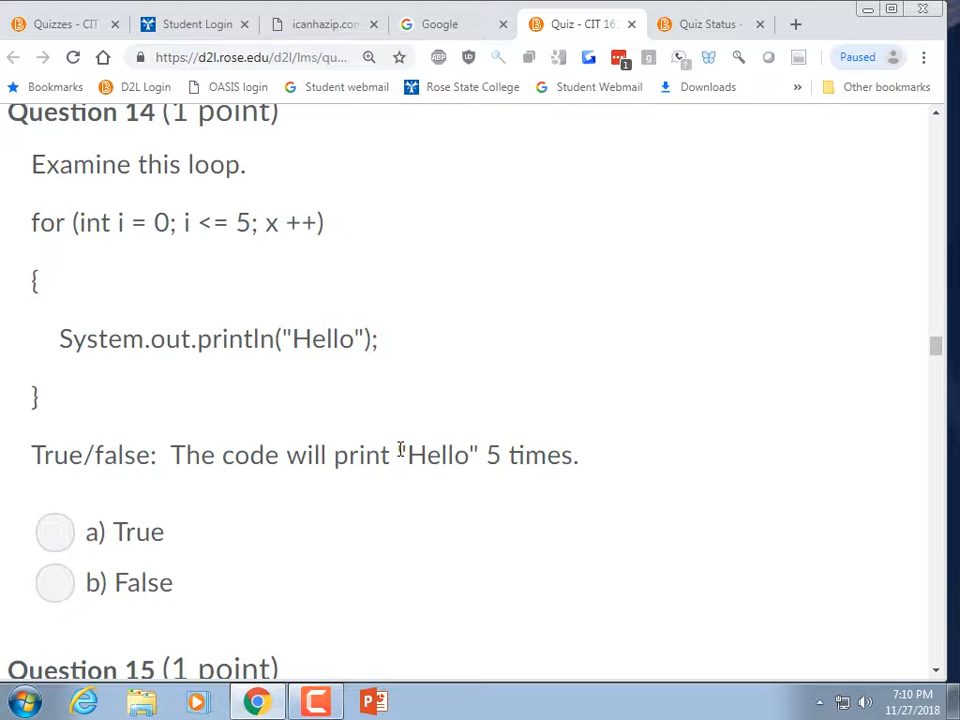 Quizzes - CIT
Student Login
icanhazip.com
Google
Quiz - CIT 16
Quiz Status -
https://d2l.rose.edu/d2l/lms/qu...
ABP
1
g
?
Paused
Bookmarks
D2L Login
OASIS login
Student webmail
Rose State College
Student Webmail
Downloads
»
Other bookmarks
Question 14 (1 point)
Examine this loop.
for (int i = 0; i <= 5; x ++)
{
System.out.println("Hello");
}
True/false:  The code will print "Hello" 5 times.
a) True
b) False
Question 15 (1 point)
7:10 PM
11/27/2018